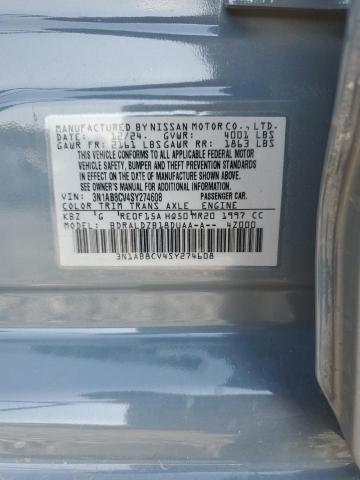 MANUFACTURED BY NISSAN MOTOR CO., LTD.
DATE: 12/24. GVWR: 4001 LBS
GAWR FR: 2161 LBS GAWR RR: 1863 LBS
THIS VEHICLE CONFORMS TO ALL APPLICABLE FEDERAL MOTOR
VEHICLE SAFETY, BUMPER AND THEFT PREVENTION STANDARDS
IN EFFECT ON THE DATE OF MANUFACTURE SHOWN ABOVE.
SEE OWNER'S MANUAL FOR ADDITIONAL INFORMATION
VIN: 3N1AB8CV4SY274608 PASSENGER CAR.
COLOR TRIM TRANS AXLE ENGINE
KBZ G RE0F15A HQ50 MR20 1997 CC
MODEL: BDRALDZB18DUAA-A-- 4Z000
3N1AB8CV4SY274608